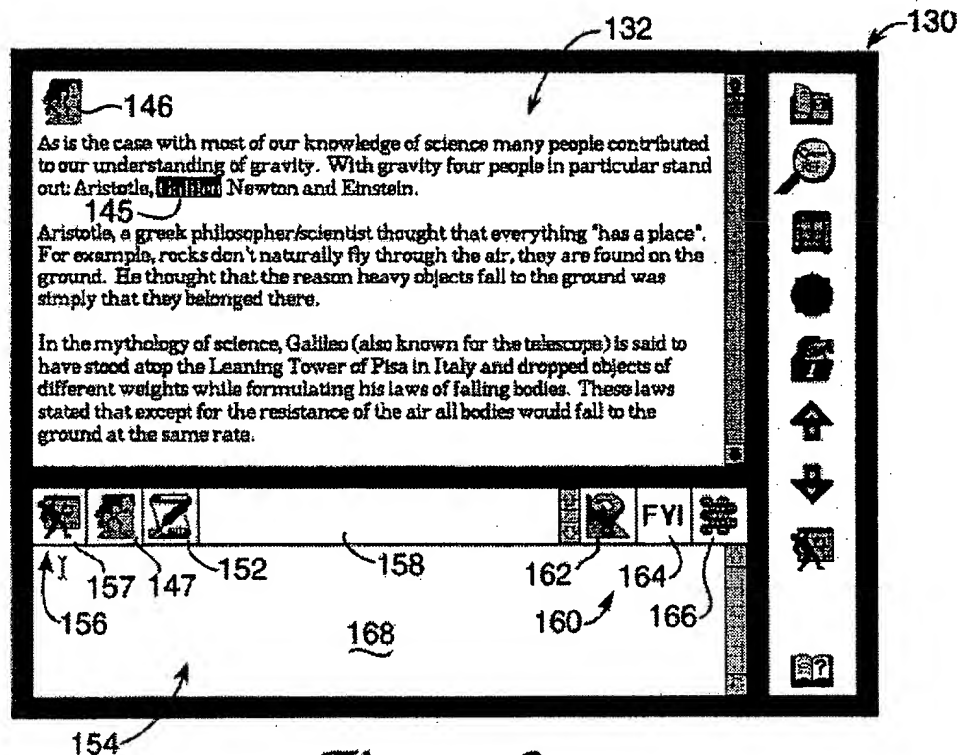 132
130
146
As is the case with most of our knowledge of science many people contributed
to our understanding of gravity. With gravity four people in particular stand
out: Aristotle, Galileo Newton and Einstein.
145
Aristotle, a greek philosopher/scientist thought that everything "has a place".
For example, rocks don't naturally fly through the air, they are found on the
ground. He thought that the reason heavy objects fall to the ground was
simply that they belonged there.
In the mythology of science, Galileo (also known for the telescope) is said to
have stood atop the Leaning Tower of Pisa in Italy and dropped objects of
different weights while formulating his laws of falling bodies. These laws
stated that except for the resistance of the air all bodies would fall to the
ground at the same rate.
FYI
157 147 152 158 162 164
156 160 166
168
?
154